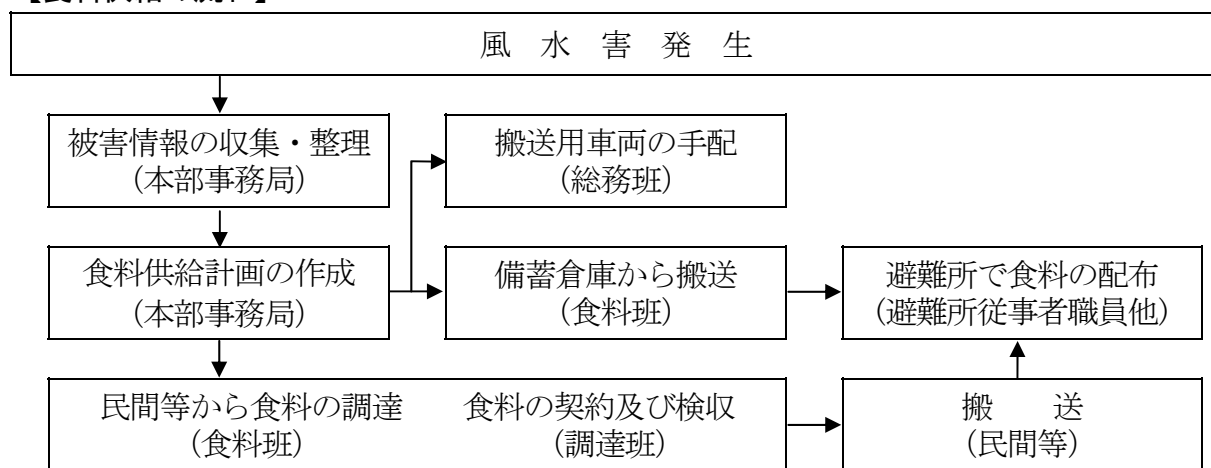 風 水 害 発 生
被害情報の収集・整理
(本部事務局)
搬送用車両の手配
(総務班)
食料供給計画の作成
(本部事務局)
備蓄倉庫から搬送
(食料班)
避難所で食料の配布
(避難所従事者職員他)
民間等から食料の調達
(食料班)
食料の契約及び検収
(調達班)
搬 送
(民間等)